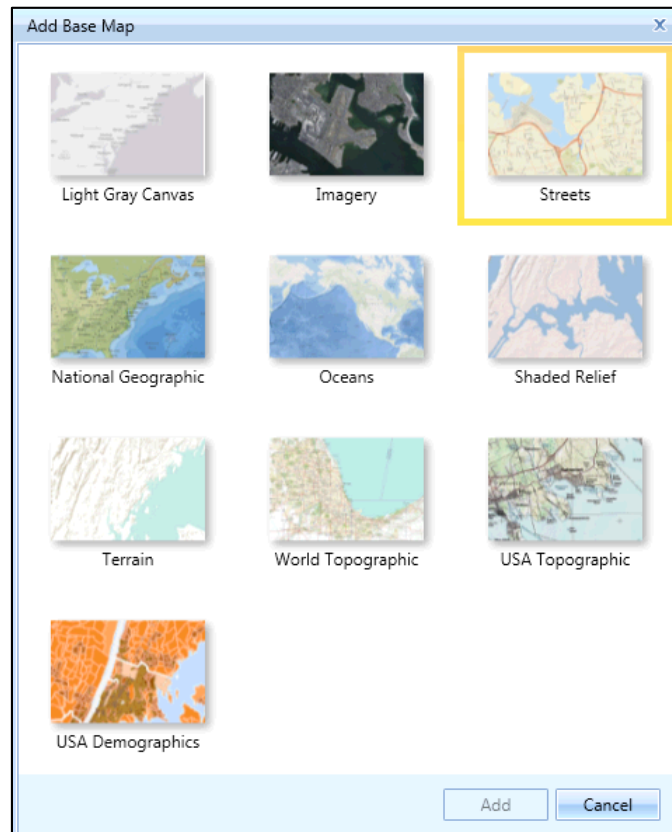 Add Base Map x
Light Gray Canvas Imagery Streets
National Geographic Oceans Shaded Relief
Terrain World Topographic USA Topographic
USA Demographics
Add Cancel